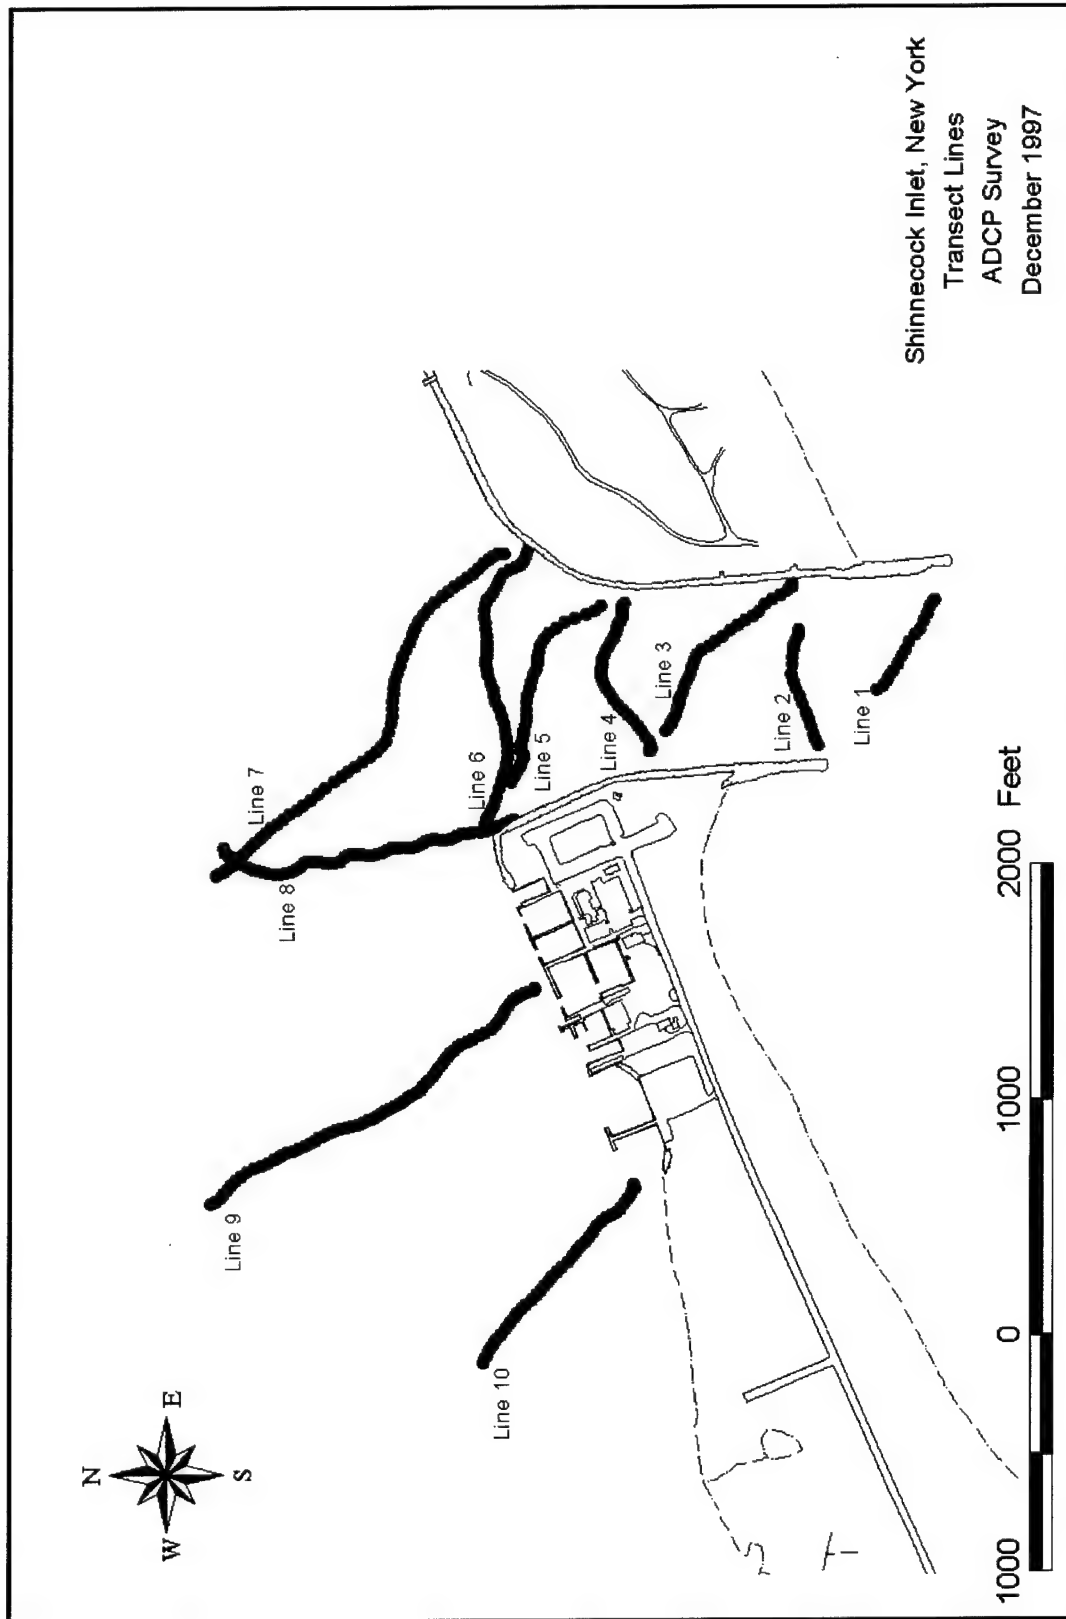 N
W E
S
Line 7
Line 8
Line 9
Line 10
Line 6
Line 5
Line 4
Line 3
Line 2
Line 1
1000 0 1000 2000 Feet
Shinnecock Inlet, New York
Transect Lines
ADCP Survey
December 1997